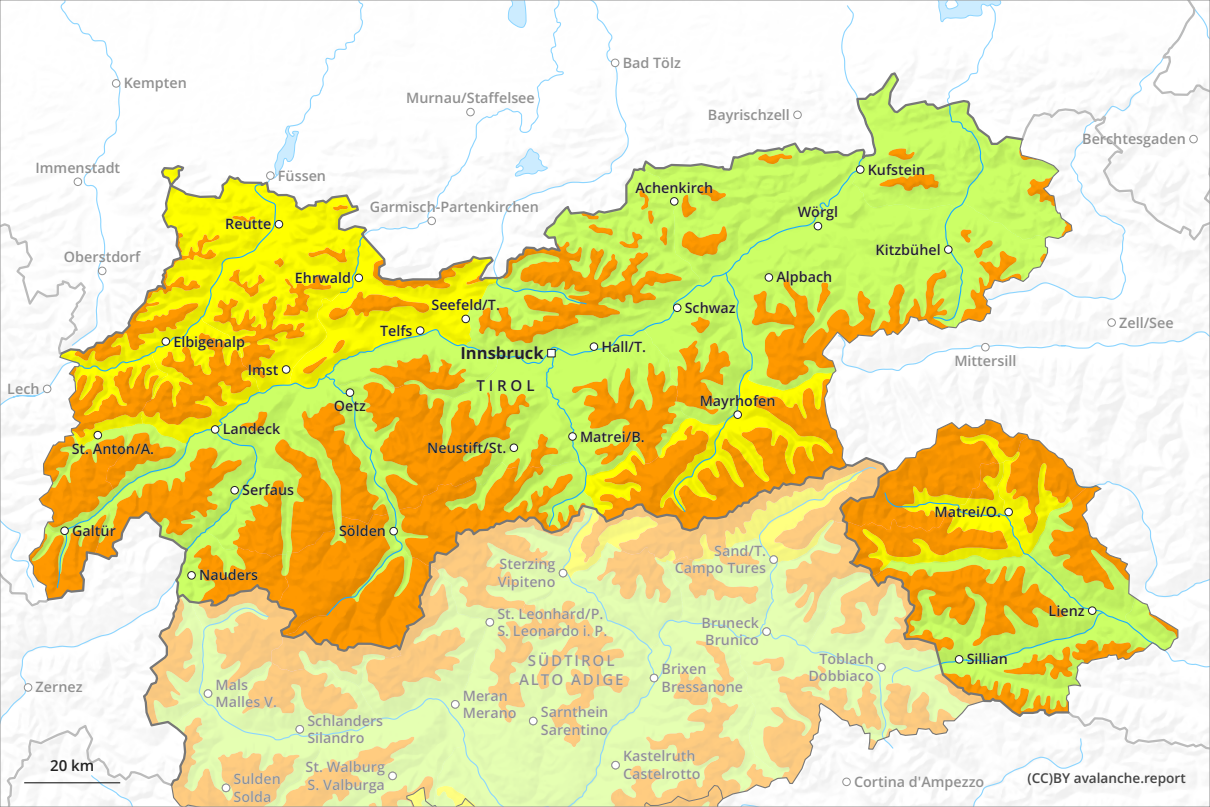 Bad Tölz
Kempten
Murnau/Staffelsee
Bayrischzell
Berchtesgaden
Immenstadt
Füssen
Kufstein
Achenkirch
Garmisch-Partenkirchen
Wörgl
Reutte
Kitzbühel
Oberstdorf
Ehrwald
Alpbach
Seefeld/T.
Schwaz
Zell/See
Telfs
Elbigenalp
Innsbruck
Hall/T.
Mittersill
Imst
TIROL
Lech
Mayrhofen
Oetz
Landeck
Matrei/B.
St. Anton/A.
Neustift/St.
Serfaus
Matrei/O.
Galtür
Sölden
Sterzing
Vipiteno
Sand/T.
Campo Tures
Nauders
Lienz
St. Leonhard/P.
S. Leonardo i. P.
Bruneck
Brunico
SÜDTIROL
ALTO ADIGE
Toblach
Dobbiaco
Sillian
Brixen
Bressanone
Zernez
Mals
Malles V.
Meran
Merano
Sarnthein
Sarentino
Schlanders
Silandro
Kastelruth
Castelrotto
St. Walburg
S. Valburga
20 km
Sulden
Solda
Cortina d'Ampezzo
(CC)BY avalanche.report